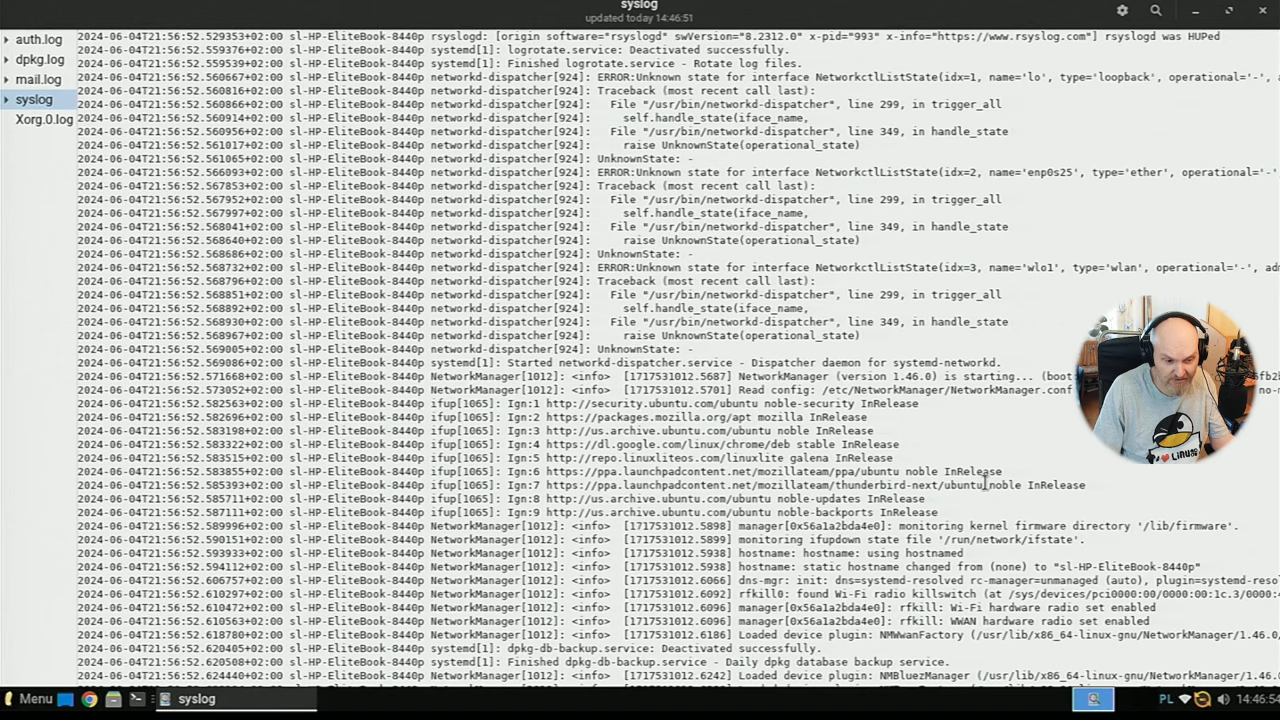 syslog
updated today 14:46:51
auth.log
dpkg.log
mail.log
syslog
Xorg.0.log
2024-06-04T21:56:52.529353+02:00 sl-HP-EliteBook-8440p rsyslogd: [origin software="rsyslogd" swVersion="8.2312.0" x-pid="993" x-info="https://www.rsyslog.com"] rsyslogd was HUPed
2024-06-04T21:56:52.559376+02:00 sl-HP-EliteBook-8440p systemd[1]: logrotate.service: Deactivated successfully.
2024-06-04T21:56:52.559539+02:00 sl-HP-EliteBook-8440p systemd[1]: Finished logrotate.service - Rotate log files.
2024-06-04T21:56:52.560667+02:00 sl-HP-EliteBook-8440p networkd-dispatcher[924]: ERROR:Unknown state for interface NetworkctlListState(idx=1, name='lo', type='loopback', operational='-', a
2024-06-04T21:56:52.560816+02:00 sl-HP-EliteBook-8440p networkd-dispatcher[924]: Traceback (most recent call last):
2024-06-04T21:56:52.560866+02:00 sl-HP-EliteBook-8440p networkd-dispatcher[924]:   File "/usr/bin/networkd-dispatcher", line 299, in trigger_all
2024-06-04T21:56:52.560914+02:00 sl-HP-EliteBook-8440p networkd-dispatcher[924]:     self.handle_state(iface_name,
2024-06-04T21:56:52.560956+02:00 sl-HP-EliteBook-8440p networkd-dispatcher[924]:   File "/usr/bin/networkd-dispatcher", line 349, in handle_state
2024-06-04T21:56:52.561017+02:00 sl-HP-EliteBook-8440p networkd-dispatcher[924]:     raise UnknownState(operational_state)
2024-06-04T21:56:52.561065+02:00 sl-HP-EliteBook-8440p networkd-dispatcher[924]: UnknownState: -
2024-06-04T21:56:52.566093+02:00 sl-HP-EliteBook-8440p networkd-dispatcher[924]: ERROR:Unknown state for interface NetworkctlListState(idx=2, name='enp0s25', type='ether', operational='-',
2024-06-04T21:56:52.567853+02:00 sl-HP-EliteBook-8440p networkd-dispatcher[924]: Traceback (most recent call last):
2024-06-04T21:56:52.567952+02:00 sl-HP-EliteBook-8440p networkd-dispatcher[924]:   File "/usr/bin/networkd-dispatcher", line 299, in trigger_all
2024-06-04T21:56:52.567997+02:00 sl-HP-EliteBook-8440p networkd-dispatcher[924]:     self.handle_state(iface_name,
2024-06-04T21:56:52.568041+02:00 sl-HP-EliteBook-8440p networkd-dispatcher[924]:   File "/usr/bin/networkd-dispatcher", line 349, in handle_state
2024-06-04T21:56:52.568640+02:00 sl-HP-EliteBook-8440p networkd-dispatcher[924]:     raise UnknownState(operational_state)
2024-06-04T21:56:52.568686+02:00 sl-HP-EliteBook-8440p networkd-dispatcher[924]: UnknownState: -
2024-06-04T21:56:52.568732+02:00 sl-HP-EliteBook-8440p networkd-dispatcher[924]: ERROR:Unknown state for interface NetworkctlListState(idx=3, name='wlo1', type='wlan', operational='-', adm
2024-06-04T21:56:52.568796+02:00 sl-HP-EliteBook-8440p networkd-dispatcher[924]: Traceback (most recent call last):
2024-06-04T21:56:52.568851+02:00 sl-HP-EliteBook-8440p networkd-dispatcher[924]:   File "/usr/bin/networkd-dispatcher", line 299, in trigger_all
2024-06-04T21:56:52.568892+02:00 sl-HP-EliteBook-8440p networkd-dispatcher[924]:     self.handle_state(iface_name,
2024-06-04T21:56:52.568930+02:00 sl-HP-EliteBook-8440p networkd-dispatcher[924]:   File "/usr/bin/networkd-dispatcher", line 349, in handle_state
2024-06-04T21:56:52.568967+02:00 sl-HP-EliteBook-8440p networkd-dispatcher[924]:     raise UnknownState(operational_state)
2024-06-04T21:56:52.569005+02:00 sl-HP-EliteBook-8440p networkd-dispatcher[924]: UnknownState: -
2024-06-04T21:56:52.569086+02:00 sl-HP-EliteBook-8440p systemd[1]: Started networkd-dispatcher.service - Dispatcher daemon for systemd-networkd.
2024-06-04T21:56:52.571668+02:00 sl-HP-EliteBook-8440p NetworkManager[1012]: <info>  [1717531012.5687] NetworkManager (version 1.46.0) is starting... (boot
2024-06-04T21:56:52.573052+02:00 sl-HP-EliteBook-8440p NetworkManager[1012]: <info>  [1717531012.5701] Read config: /etc/NetworkManager/NetworkManager.conf
2024-06-04T21:56:52.582563+02:00 sl-HP-EliteBook-8440p ifup[1065]: Ign:1 http://security.ubuntu.com/ubuntu noble-security InRelease
2024-06-04T21:56:52.582696+02:00 sl-HP-EliteBook-8440p ifup[1065]: Ign:2 https://packages.mozilla.org/apt mozilla InRelease
2024-06-04T21:56:52.583198+02:00 sl-HP-EliteBook-8440p ifup[1065]: Ign:3 http://us.archive.ubuntu.com/ubuntu noble InRelease
2024-06-04T21:56:52.583322+02:00 sl-HP-EliteBook-8440p ifup[1065]: Ign:4 https://dl.google.com/linux/chrome/deb stable InRelease
2024-06-04T21:56:52.583515+02:00 sl-HP-EliteBook-8440p ifup[1065]: Ign:5 http://repo.linuxliteos.com/linuxlite galena InRelease
2024-06-04T21:56:52.583855+02:00 sl-HP-EliteBook-8440p ifup[1065]: Ign:6 https://ppa.launchpadcontent.net/mozillateam/ppa/ubuntu noble InRelease
2024-06-04T21:56:52.585393+02:00 sl-HP-EliteBook-8440p ifup[1065]: Ign:7 https://ppa.launchpadcontent.net/mozillateam/thunderbird-next/ubuntu noble InRelease
2024-06-04T21:56:52.585711+02:00 sl-HP-EliteBook-8440p ifup[1065]: Ign:8 http://us.archive.ubuntu.com/ubuntu noble-updates InRelease
2024-06-04T21:56:52.587111+02:00 sl-HP-EliteBook-8440p ifup[1065]: Ign:9 http://us.archive.ubuntu.com/ubuntu noble-backports InRelease
2024-06-04T21:56:52.589996+02:00 sl-HP-EliteBook-8440p NetworkManager[1012]: <info>  [1717531012.5898] manager[0x56a1a2bda4e0]: monitoring kernel firmware directory '/lib/firmware'.
2024-06-04T21:56:52.590151+02:00 sl-HP-EliteBook-8440p NetworkManager[1012]: <info>  [1717531012.5899] monitoring ifupdown state file '/run/network/ifstate'.
2024-06-04T21:56:52.593933+02:00 sl-HP-EliteBook-8440p NetworkManager[1012]: <info>  [1717531012.5938] hostname: hostname: using hostnamed
2024-06-04T21:56:52.594112+02:00 sl-HP-EliteBook-8440p NetworkManager[1012]: <info>  [1717531012.5938] hostname: static hostname changed from (none) to "sl-HP-EliteBook-8440p"
2024-06-04T21:56:52.606757+02:00 sl-HP-EliteBook-8440p NetworkManager[1012]: <info>  [1717531012.6066] dns-mgr: init: dns=systemd-resolved rc-manager=unmanaged (auto), plugin=systemd-reso
2024-06-04T21:56:52.610297+02:00 sl-HP-EliteBook-8440p NetworkManager[1012]: <info>  [1717531012.6092] rfkill0: found Wi-Fi radio killswitch (at /sys/devices/pci0000:00/0000:00:1c.3/0000:4
2024-06-04T21:56:52.610472+02:00 sl-HP-EliteBook-8440p NetworkManager[1012]: <info>  [1717531012.6096] manager[0x56a1a2bda4e0]: rfkill: Wi-Fi hardware radio set enabled
2024-06-04T21:56:52.610563+02:00 sl-HP-EliteBook-8440p NetworkManager[1012]: <info>  [1717531012.6096] manager[0x56a1a2bda4e0]: rfkill: WWAN hardware radio set enabled
2024-06-04T21:56:52.618780+02:00 sl-HP-EliteBook-8440p NetworkManager[1012]: <info>  [1717531012.6186] Loaded device plugin: NMWwanFactory (/usr/lib/x86_64-linux-gnu/NetworkManager/1.46.0
2024-06-04T21:56:52.620405+02:00 sl-HP-EliteBook-8440p systemd[1]: dpkg-db-backup.service: Deactivated successfully.
2024-06-04T21:56:52.620508+02:00 sl-HP-EliteBook-8440p systemd[1]: Finished dpkg-db-backup.service - Daily dpkg database backup service.
2024-06-04T21:56:52.624440+02:00 sl-HP-EliteBook-8440p NetworkManager[1012]: <info>  [1717531012.6242] Loaded device plugin: NMBluezManager (/usr/lib/x86_64-linux-gnu/NetworkManager/1.46.0
Menu
syslog
PL
14:46:54